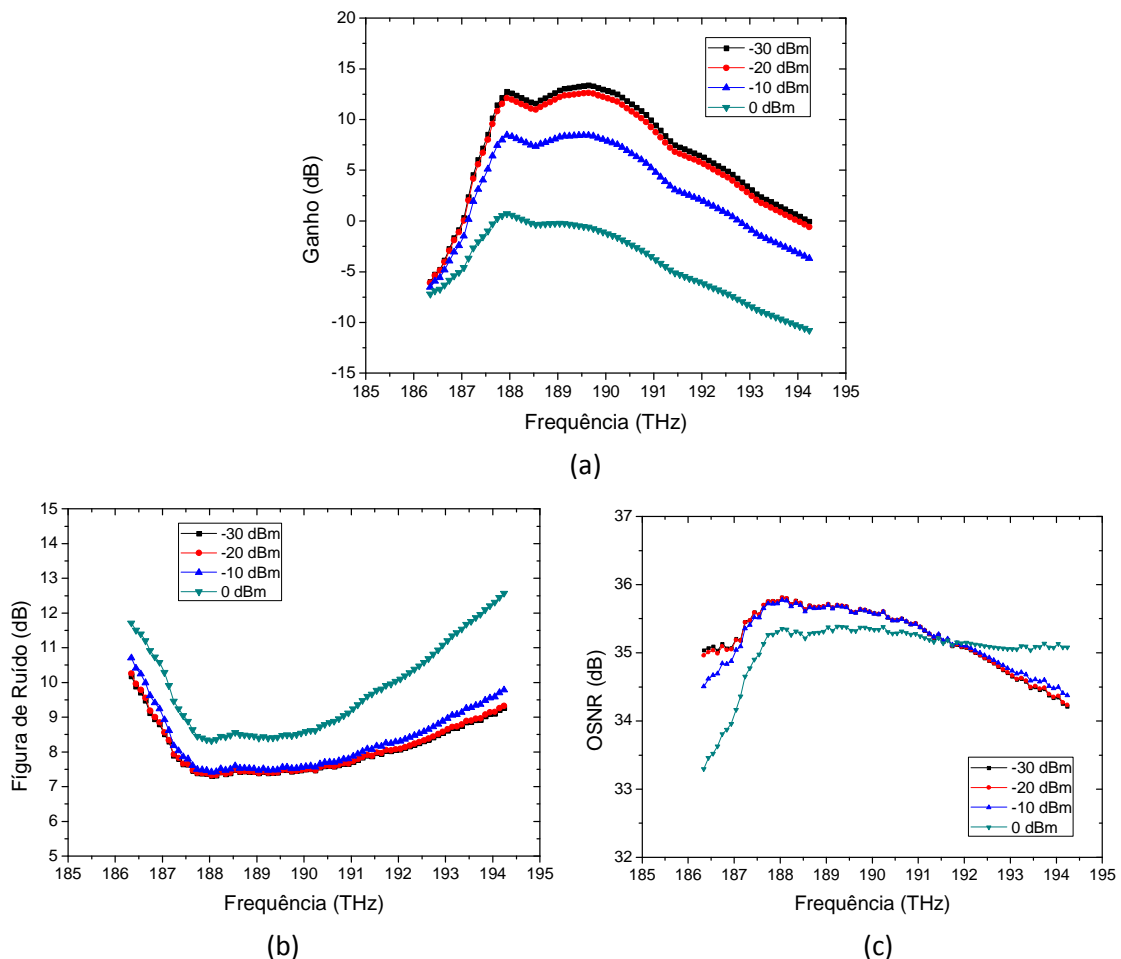 20
15
10
5
0
-5
-10
-15
Ganho (dB)
-30 dBm
-20 dBm
-10 dBm
0 dBm
185 186 187 188 189 190 191 192 193 194 195
Frequência (THz)
(a)
15
14
13
12
11
10
9
8
7
6
5
Fígura de Ruído (dB)
-30 dBm
-20 dBm
-10 dBm
0 dBm
185 186 187 188 189 190 191 192 193 194 195
Frequência (THz)
(b)
37
36
35
34
33
32
OSNR (dB)
-30 dBm
-20 dBm
-10 dBm
0 dBm
185 186 187 188 189 190 191 192 193 194 195
Frequência (THz)
(c)